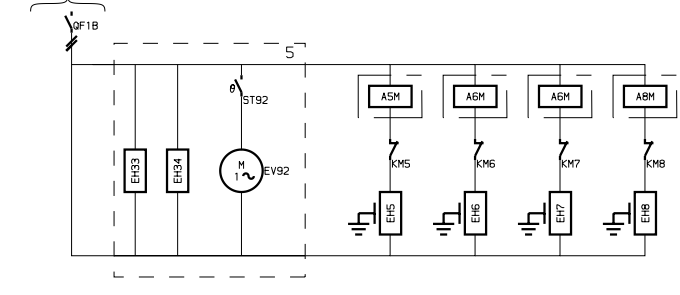 QF1B
5
θ
ST92
A5M
A6M
A6M
A8M
EH33
EH34
M
1
EV92
KM5
KM6
KM7
KM8
EH5
EH6
EH7
EH8